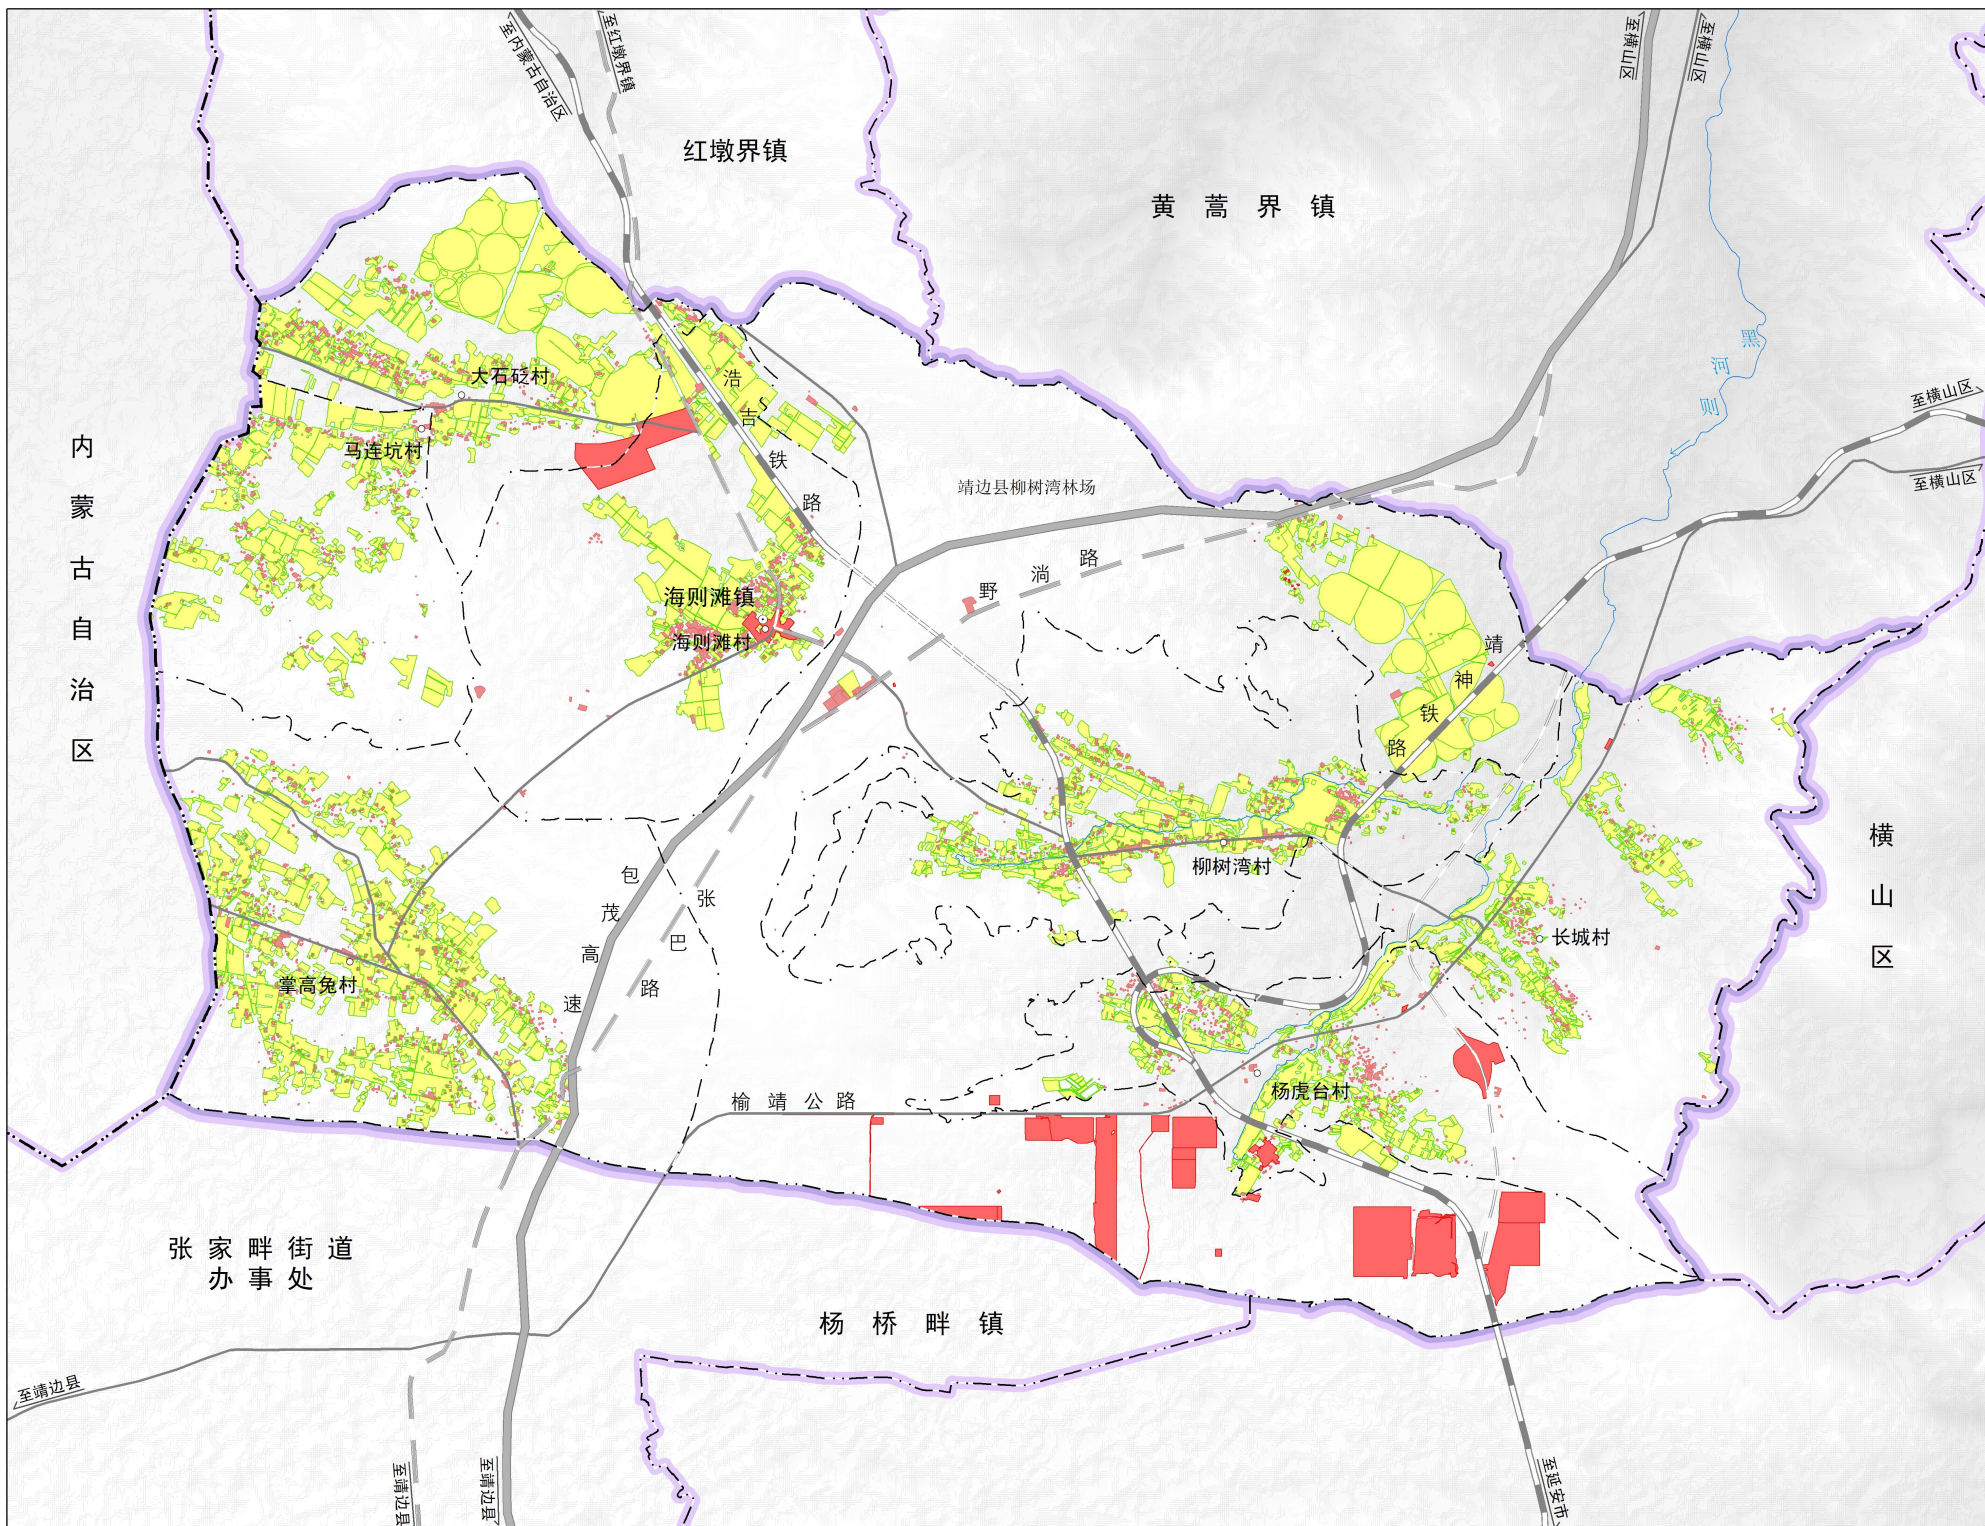 至内蒙古自治区
至红墩界镇
至横山区
至横山区
红墩界镇
黄蒿界镇
黑则河
至横山区
至横山区
大石砭村
马连坑村
浩吉铁路
内蒙古自治区
靖边县柳树湾林场
野淌路
海则滩镇
海则滩村
靖神铁路
柳树湾村
包茂高速
张巴路
长城村
横山区
掌高兔村
榆靖公路
杨虎台村
张家畔街道
办事处
杨桥畔镇
至靖边县
至靖边县
至靖边县
至延安市